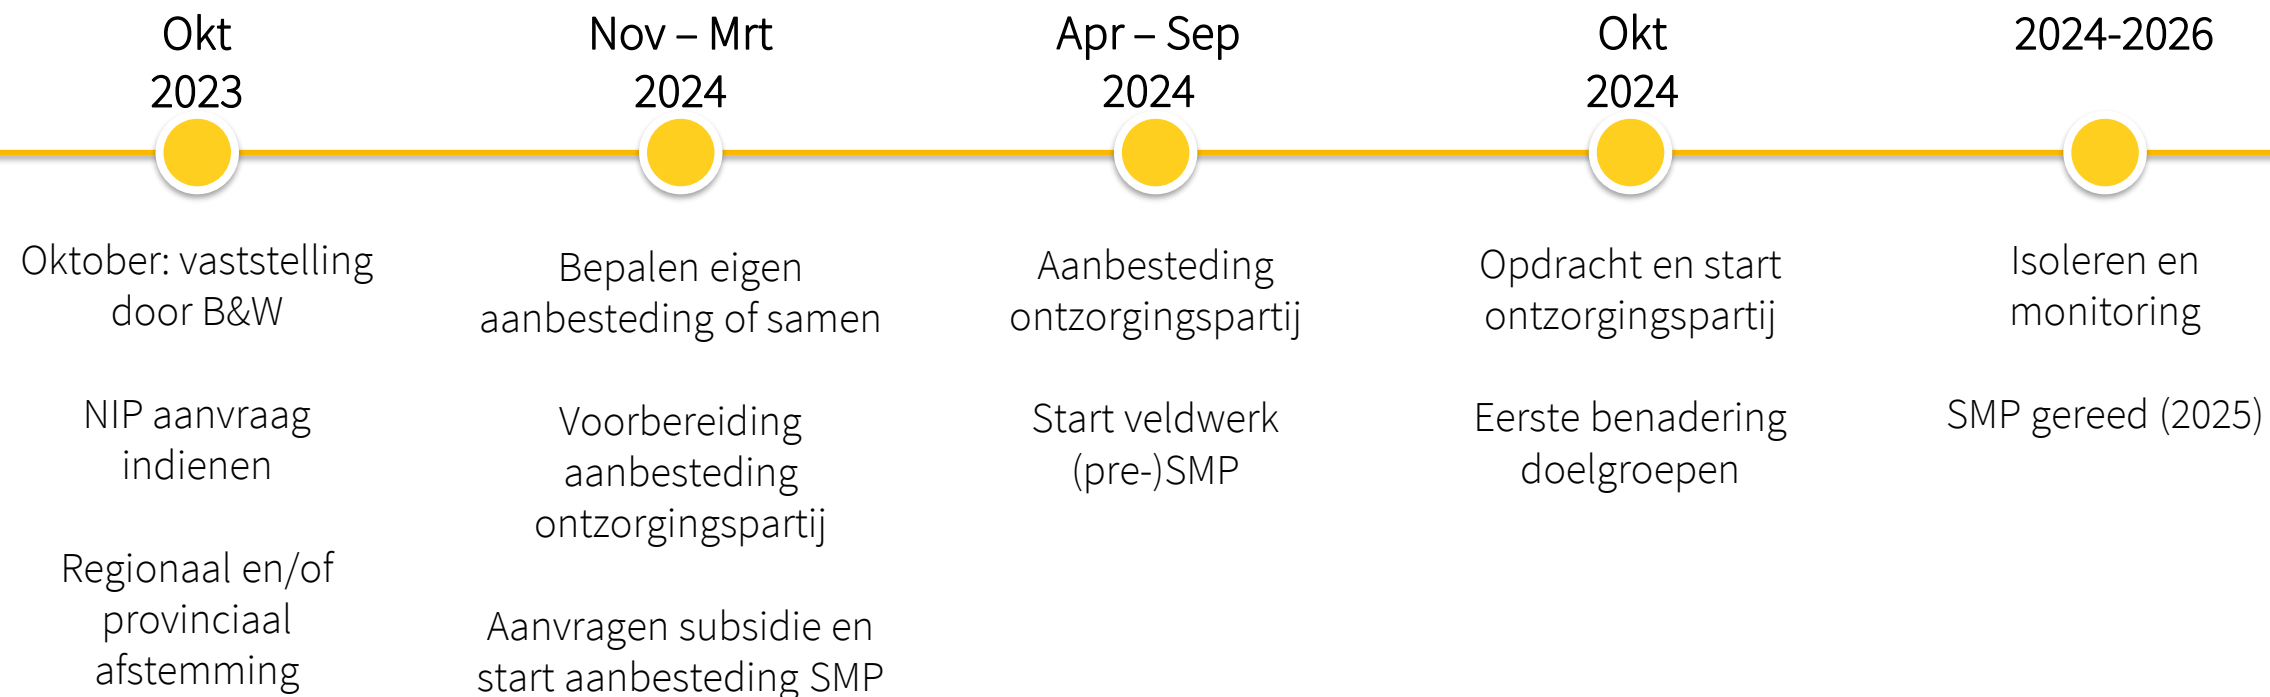 Okt
2023
Oktober: vaststelling
door B&W
NIP aanvraag
indienen
Regionaal en/of
provinciaal
afstemming
Nov – Mrt
2024
Bepalen eigen
aanbesteding of samen
Voorbereiding
aanbesteding
ontzorgingspartij
Aanvragen subsidie en
start aanbesteding SMP
Apr – Sep
2024
Aanbesteding
ontzorgingspartij
Start veldwerk
(pre-)SMP
Okt
2024
Opdracht en start
ontzorgingspartij
Eerste benadering
doelgroepen
2024-2026
Isoleren en
monitoring
SMP gereed (2025)